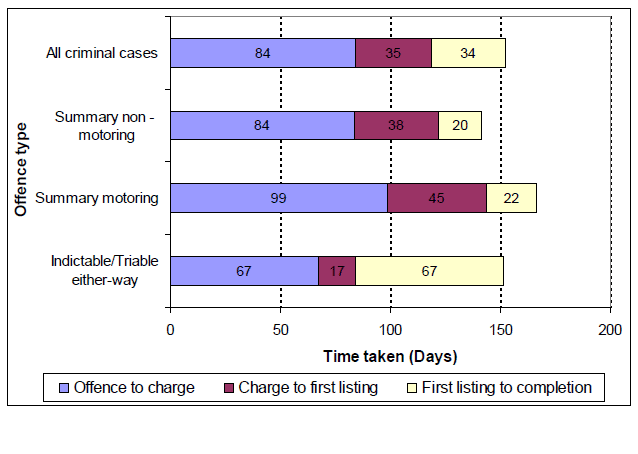 All criminal cases
84 35 34
Summary non -
motoring
84 38 20
Summary motoring
99 45 22
Indictable/Triable
either-way
67 17 67
Offence type
0 50 100 150 200
Time taken (Days)
Offence to charge Charge to first listing First listing to completion